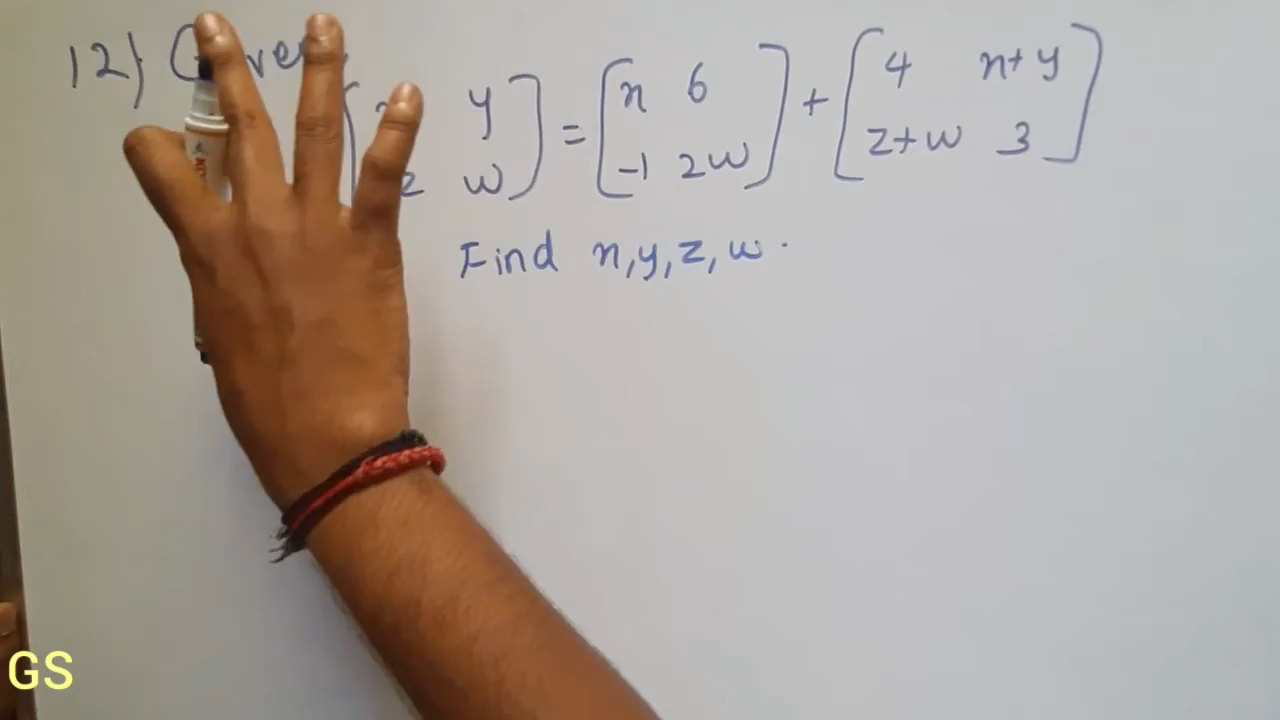 12)
y = [x 6] + [4 x+y]
z w [-1 2w] [z+w 3]
Find x,y,z,w.
GS